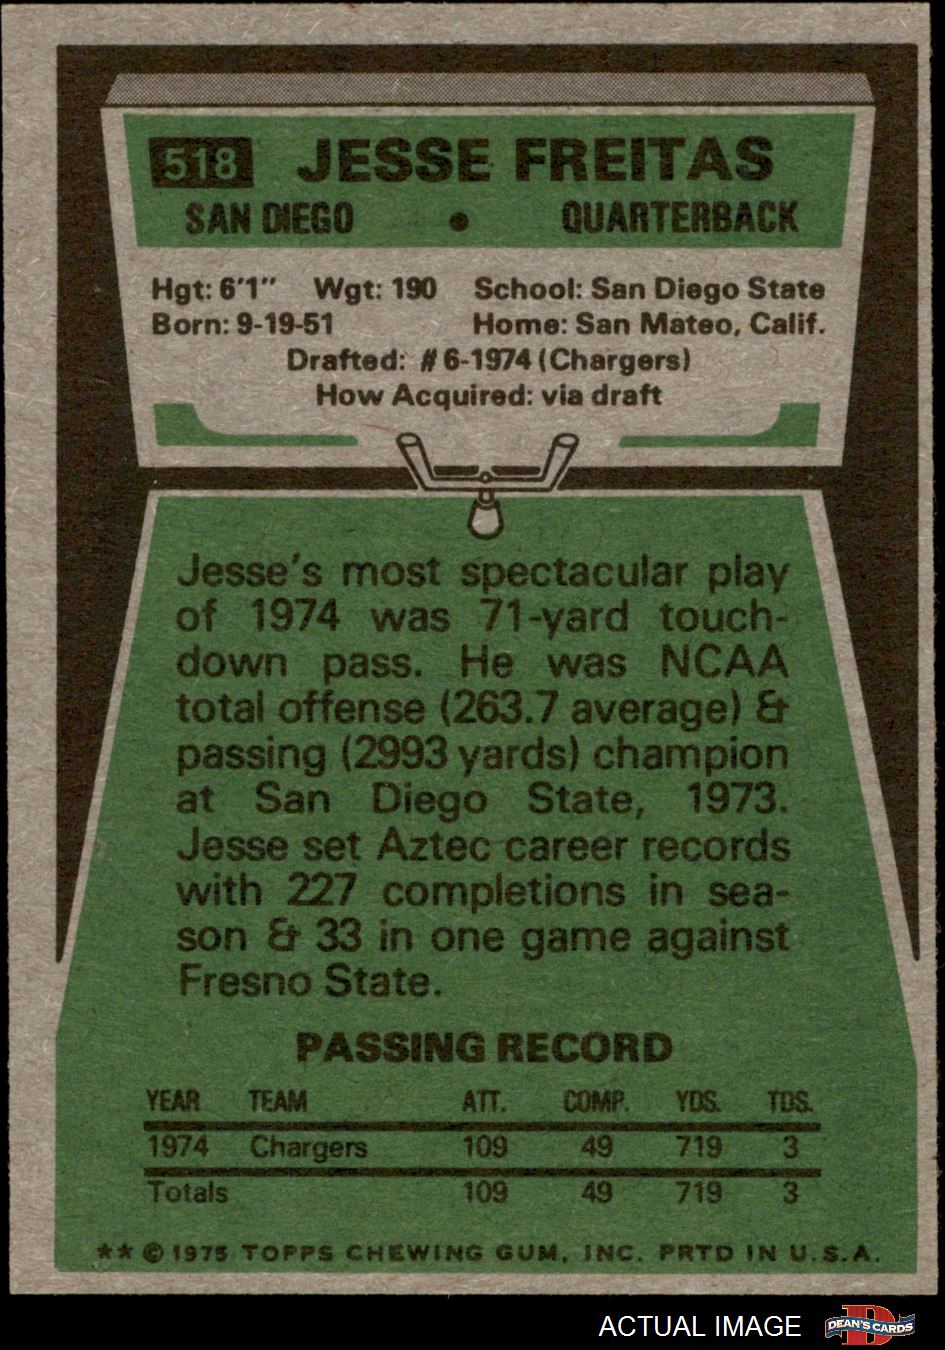 518 JESSE FREITAS
SAN DIEGO • QUARTERBACK
Hgt: 6'1" Wgt: 190 School: San Diego State
Born: 9-19-51 Home: San Mateo, Calif.
Drafted: #6-1974 (Chargers)
How Acquired: via draft
Jesse's most spectacular play
of 1974 was 71-yard touch-
down pass. He was NCAA
total offense (263.7 average) &
passing (2993 yards) champion
at San Diego State, 1973.
Jesse set Aztec career records
with 227 completions in sea-
son & 33 in one game against
Fresno State.
PASSING RECORD
YEAR TEAM ATT. COMP. YDS. TDS.
1974 Chargers 109 49 719 3
Totals 109 49 719 3
** © 1975 TOPPS CHEWING GUM, INC. PRTD IN U.S.A.
ACTUAL IMAGE DEAN'S CARDS